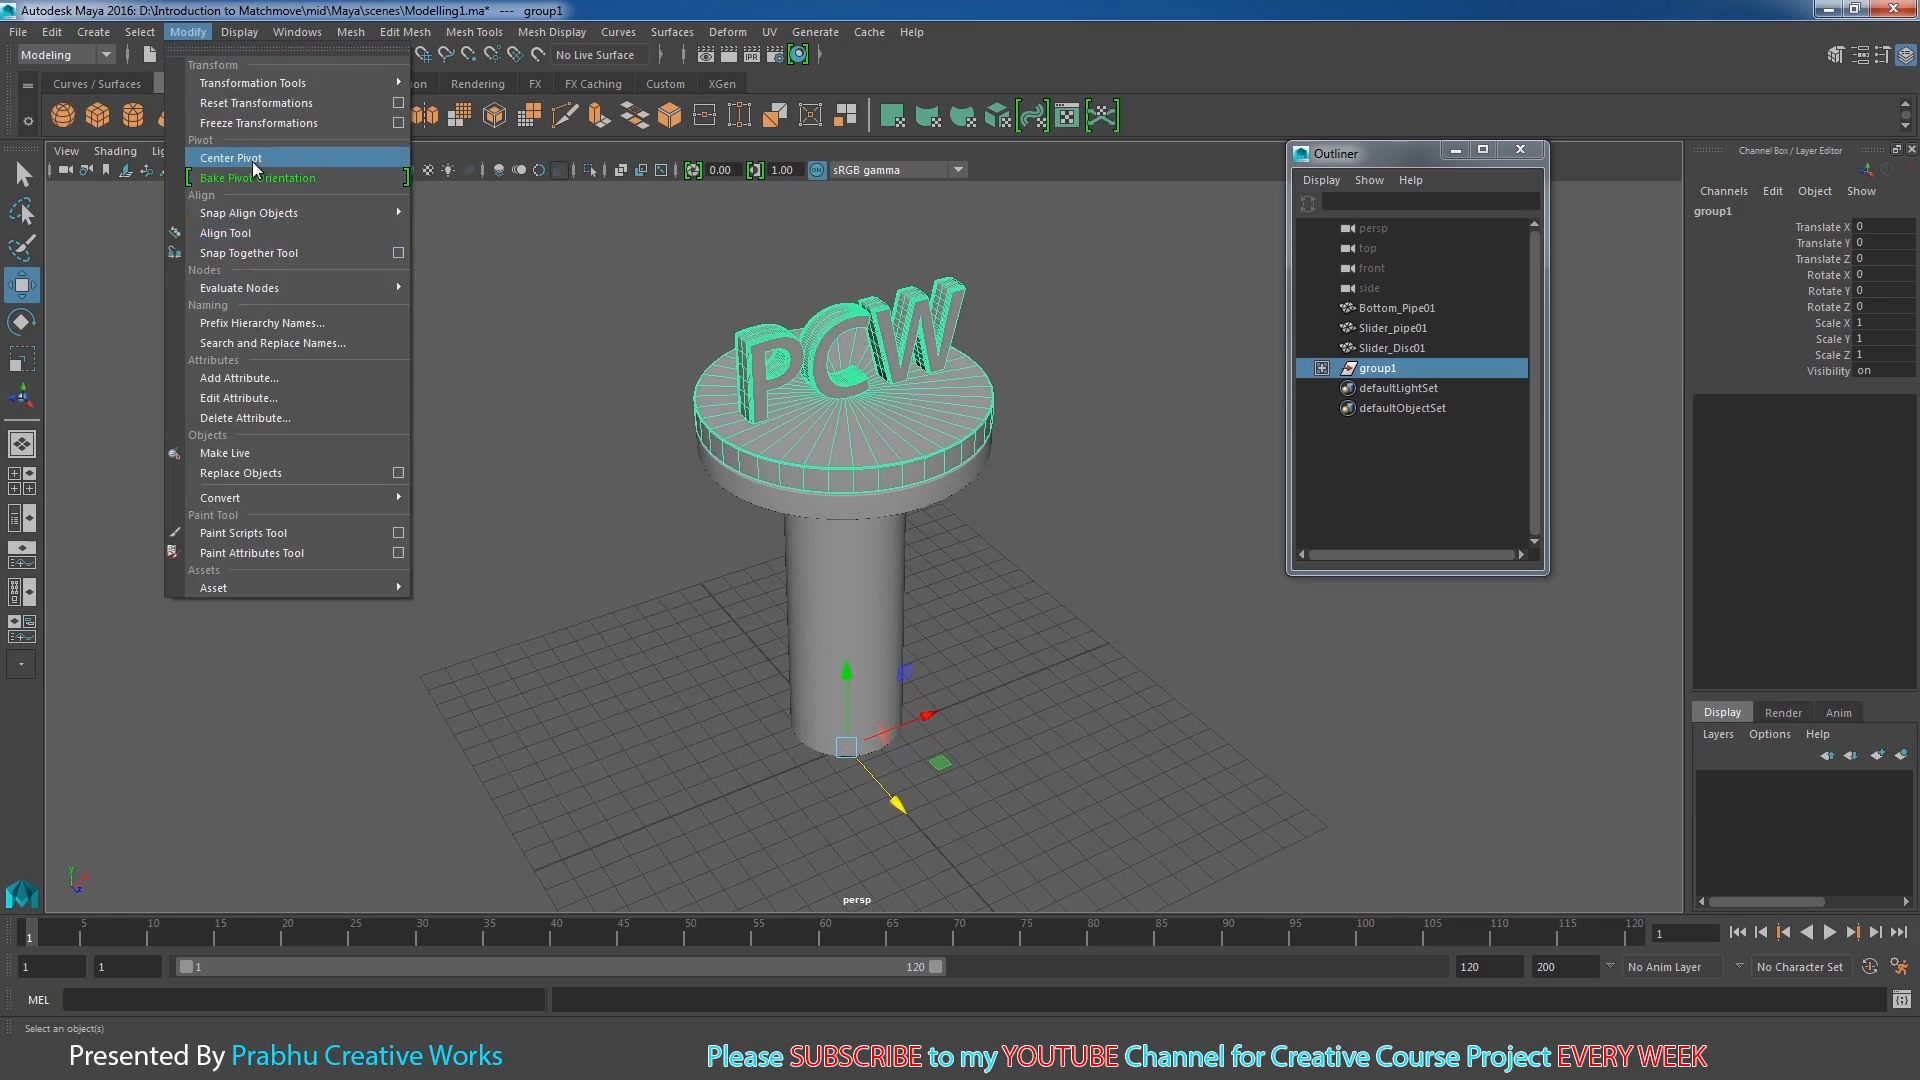 Autodesk Maya 2016: D:\Introduction to Matchmove\mid\Maya\scenes\Modelling1.ma* --- group1
File Edit Create Select Modify Display Windows Mesh Edit Mesh Mesh Tools Mesh Display Curves Surfaces Deform UV Generate Cache Help
Modeling
No Live Surface
Curves / Surfaces
Rendering FX FX Caching Custom XGen
View Shading
0.00 1.00 sRGB gamma
Transform
Transformation Tools
Reset Transformations
Freeze Transformations
Pivot
Center Pivot
Bake Pivot Orientation
Align
Snap Align Objects
Align Tool
Snap Together Tool
Nodes
Evaluate Nodes
Naming
Prefix Hierarchy Names...
Search and Replace Names...
Attributes
Add Attribute...
Edit Attribute...
Delete Attribute...
Objects
Make Live
Replace Objects
Convert
Paint Tool
Paint Scripts Tool
Paint Attributes Tool
Assets
Asset
PCW
persp
Outliner
Display Show Help
persp
top
front
side
Bottom_Pipe01
Slider_pipe01
Slider_Disc01
group1
defaultLightSet
defaultObjectSet
Channel Box / Layer Editor
Channels Edit Object Show
group1
Translate X 0
Translate Y 0
Translate Z 0
Rotate X 0
Rotate Y 0
Rotate Z 0
Scale X 1
Scale Y 1
Scale Z 1
Visibility on
Display Render Anim
Layers Options Help
1 5 10 15 20 25 30 35 40 45 50 55 60 65 70 75 80 85 90 95 100 105 110 115 120 1
1 1 1 120 120 200 No Anim Layer No Character Set
MEL
Select an object(s)
Presented By Prabhu Creative Works
Please SUBSCRIBE to my YOUTUBE Channel for Creative Course Project EVERY WEEK